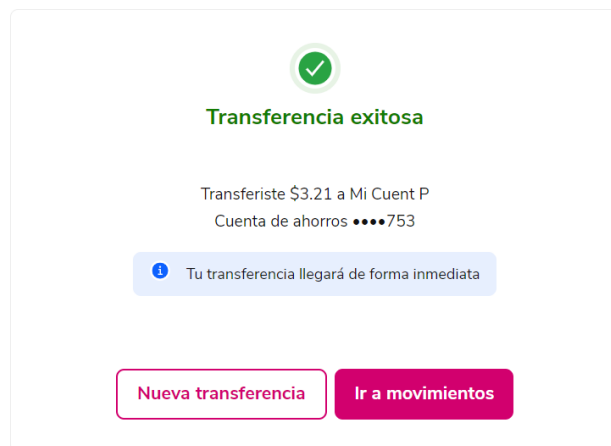 Transferencia exitosa
Transferiste $3.21 a Mi Cuent P
Cuenta de ahorros ••••753
Tu transferencia llegará de forma inmediata
Nueva transferencia
Ir a movimientos